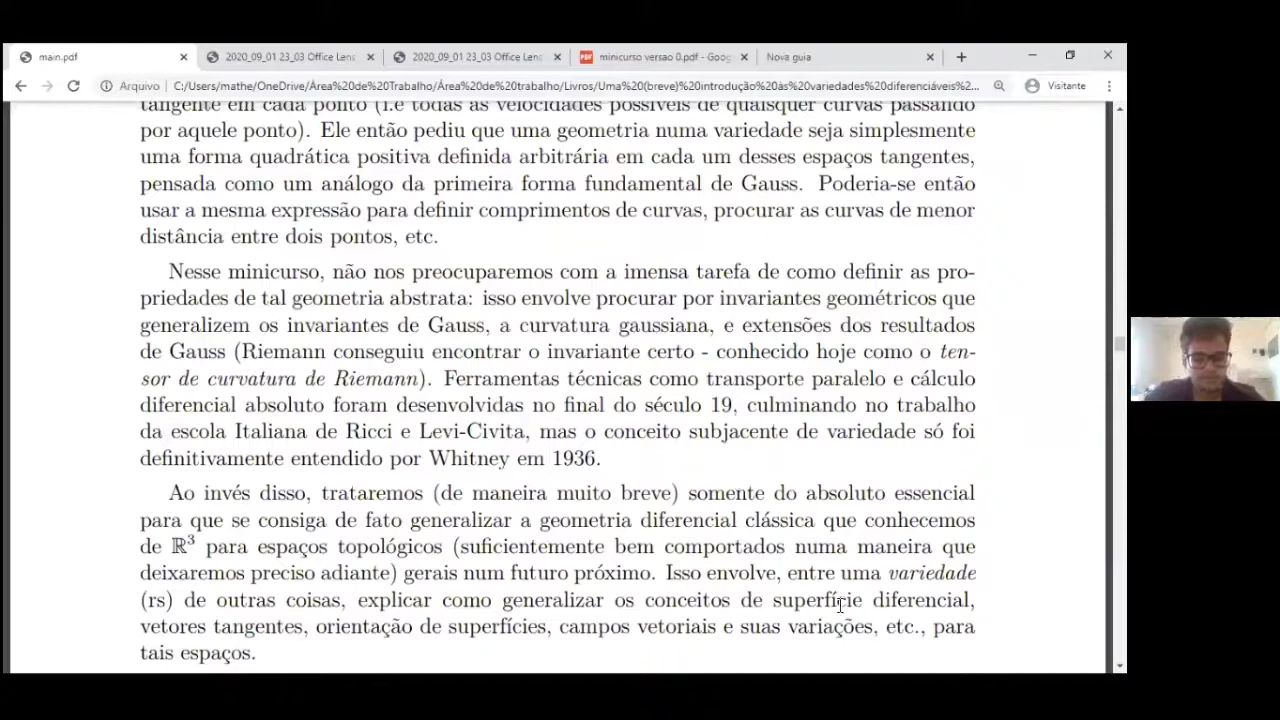 main.pdf
2020_09_01 23_03 Office Lens
2020_09_01 23_03 Office Lens
PDF minicurso versao 0.pdf - Goog
Nova guia
Arquivo C:/Users/mathe/OneDrive/Área%20de%20Trabalho/Área%20de%20trabalho/Livros/Uma%20(breve)%20introdução%20às%20variedades%20diferenciáveis%2...
Visitante
tangente em cada ponto (i.e todas as velocidades possíveis de quaisquer curvas passando
por aquele ponto). Ele então pediu que uma geometria numa variedade seja simplesmente
uma forma quadrática positiva definida arbitrária em cada um desses espaços tangentes,
pensada como um análogo da primeira forma fundamental de Gauss. Poderia-se então
usar a mesma expressão para definir comprimentos de curvas, procurar as curvas de menor
distância entre dois pontos, etc.
Nesse minicurso, não nos preocuparemos com a imensa tarefa de como definir as pro-
priedades de tal geometria abstrata: isso envolve procurar por invariantes geométricos que
generalizem os invariantes de Gauss, a curvatura gaussiana, e extensões dos resultados
de Gauss (Riemann conseguiu encontrar o invariante certo - conhecido hoje como o ten-
sor de curvatura de Riemann). Ferramentas técnicas como transporte paralelo e cálculo
diferencial absoluto foram desenvolvidas no final do século 19, culminando no trabalho
da escola Italiana de Ricci e Levi-Civita, mas o conceito subjacente de variedade só foi
definitivamente entendido por Whitney em 1936.
Ao invés disso, trataremos (de maneira muito breve) somente do absoluto essencial
para que se consiga de fato generalizar a geometria diferencial clássica que conhecemos
de ℝ³ para espaços topológicos (suficientemente bem comportados numa maneira que
deixaremos preciso adiante) gerais num futuro próximo. Isso envolve, entre uma variedade
(rs) de outras coisas, explicar como generalizar os conceitos de superfície diferencial,
vetores tangentes, orientação de superfícies, campos vetoriais e suas variações, etc., para
tais espaços.